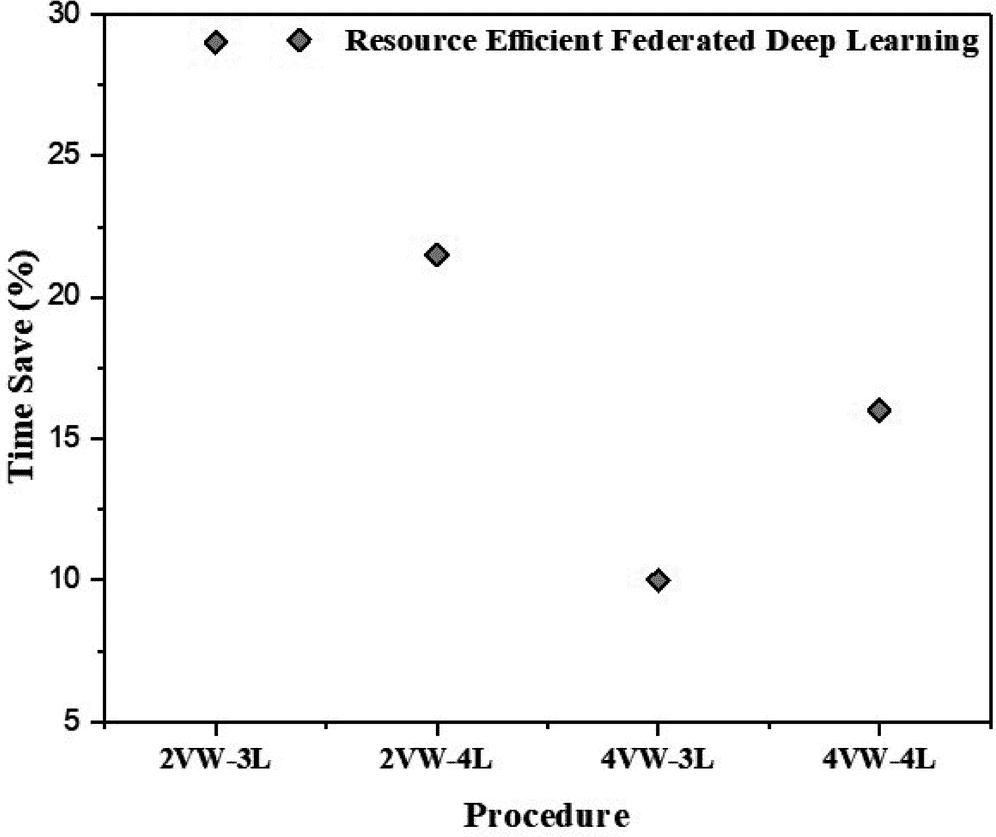 30
Resource Efficient Federated Deep Learning
25
20
15
10
5
Time Save (%)
2VW-3L 2VW-4L 4VW-3L 4VW-4L
Procedure